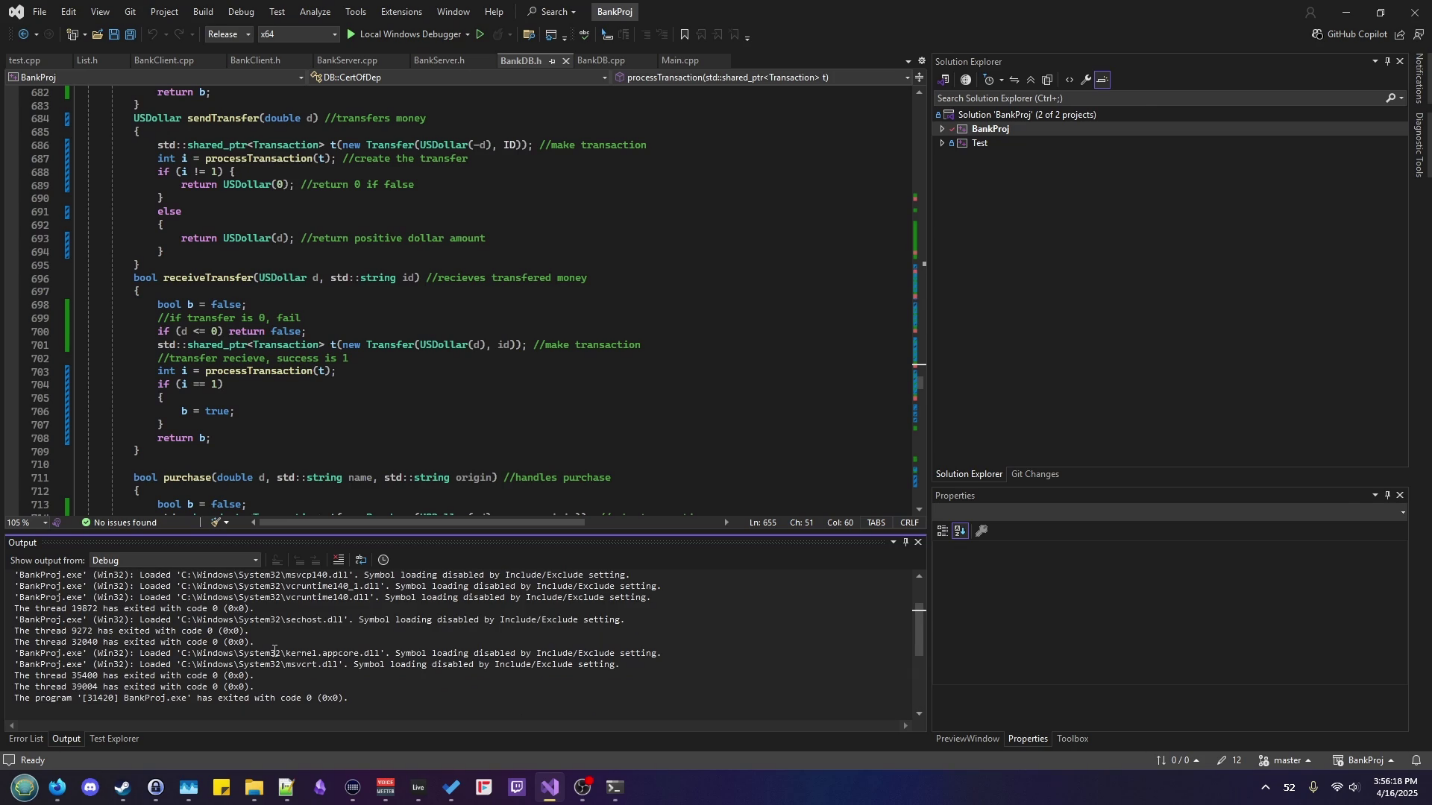 File Edit View Git Project Build Debug Test Analyze Tools Extensions Window Help Search BankProj
Release x64 Local Windows Debugger GitHub Copilot
test.cpp List.h BankClient.cpp BankClient.h BankServer.cpp BankServer.h BankDB.h BankDB.cpp Main.cpp
BankProj DB::CertOfDep processTransaction(std::shared_ptr<Transaction> t)
682 return b;
683 }
684 USDollar sendTransfer(double d) //transfers money
685 {
686 std::shared_ptr<Transaction> t(new Transfer(USDollar(-d), ID)); //make transaction
687 int i = processTransaction(t); //create the transfer
688 if (i != 1) {
689 return USDollar(0); //return 0 if false
690 }
691 else
692 {
693 return USDollar(d); //return positive dollar amount
694 }
695 }
696 bool receiveTransfer(USDollar d, std::string id) //recieves transfered money
697 {
698 bool b = false;
699 //if transfer is 0, fail
700 if (d <= 0) return false;
701 std::shared_ptr<Transaction> t(new Transfer(USDollar(d), id)); //make transaction
702 //transfer recieve, success is 1
703 int i = processTransaction(t);
704 if (i == 1)
705 {
706 b = true;
707 }
708 return b;
709 }
710
711 bool purchase(double d, std::string name, std::string origin) //handles purchase
712 {
713 bool b = false;
105 % No issues found Ln: 655 Ch: 51 Col: 60 TABS CRLF
Output
Show output from: Debug
'BankProj.exe' (Win32): Loaded 'C:\Windows\System32\msvcp140.dll'. Symbol loading disabled by Include/Exclude setting.
'BankProj.exe' (Win32): Loaded 'C:\Windows\System32\vcruntime140_1.dll'. Symbol loading disabled by Include/Exclude setting.
'BankProj.exe' (Win32): Loaded 'C:\Windows\System32\vcruntime140.dll'. Symbol loading disabled by Include/Exclude setting.
The thread 19872 has exited with code 0 (0x0).
'BankProj.exe' (Win32): Loaded 'C:\Windows\System32\sechost.dll'. Symbol loading disabled by Include/Exclude setting.
The thread 9272 has exited with code 0 (0x0).
The thread 32040 has exited with code 0 (0x0).
'BankProj.exe' (Win32): Loaded 'C:\Windows\System32\kernel.appcore.dll'. Symbol loading disabled by Include/Exclude setting.
'BankProj.exe' (Win32): Loaded 'C:\Windows\System32\msvcrt.dll'. Symbol loading disabled by Include/Exclude setting.
The thread 35400 has exited with code 0 (0x0).
The thread 39004 has exited with code 0 (0x0).
The program '[31420] BankProj.exe' has exited with code 0 (0x0).
Error List Output Test Explorer
Solution Explorer
Search Solution Explorer (Ctrl+;)
Solution 'BankProj' (2 of 2 projects)
BankProj
Test
Solution Explorer Git Changes
Properties
PreviewWindow Properties Toolbox
Notifications
Diagnostic Tools
Ready 0 / 0 12 master BankProj
VOICE MEETER Live 52 3:56:18 PM
4/16/2025